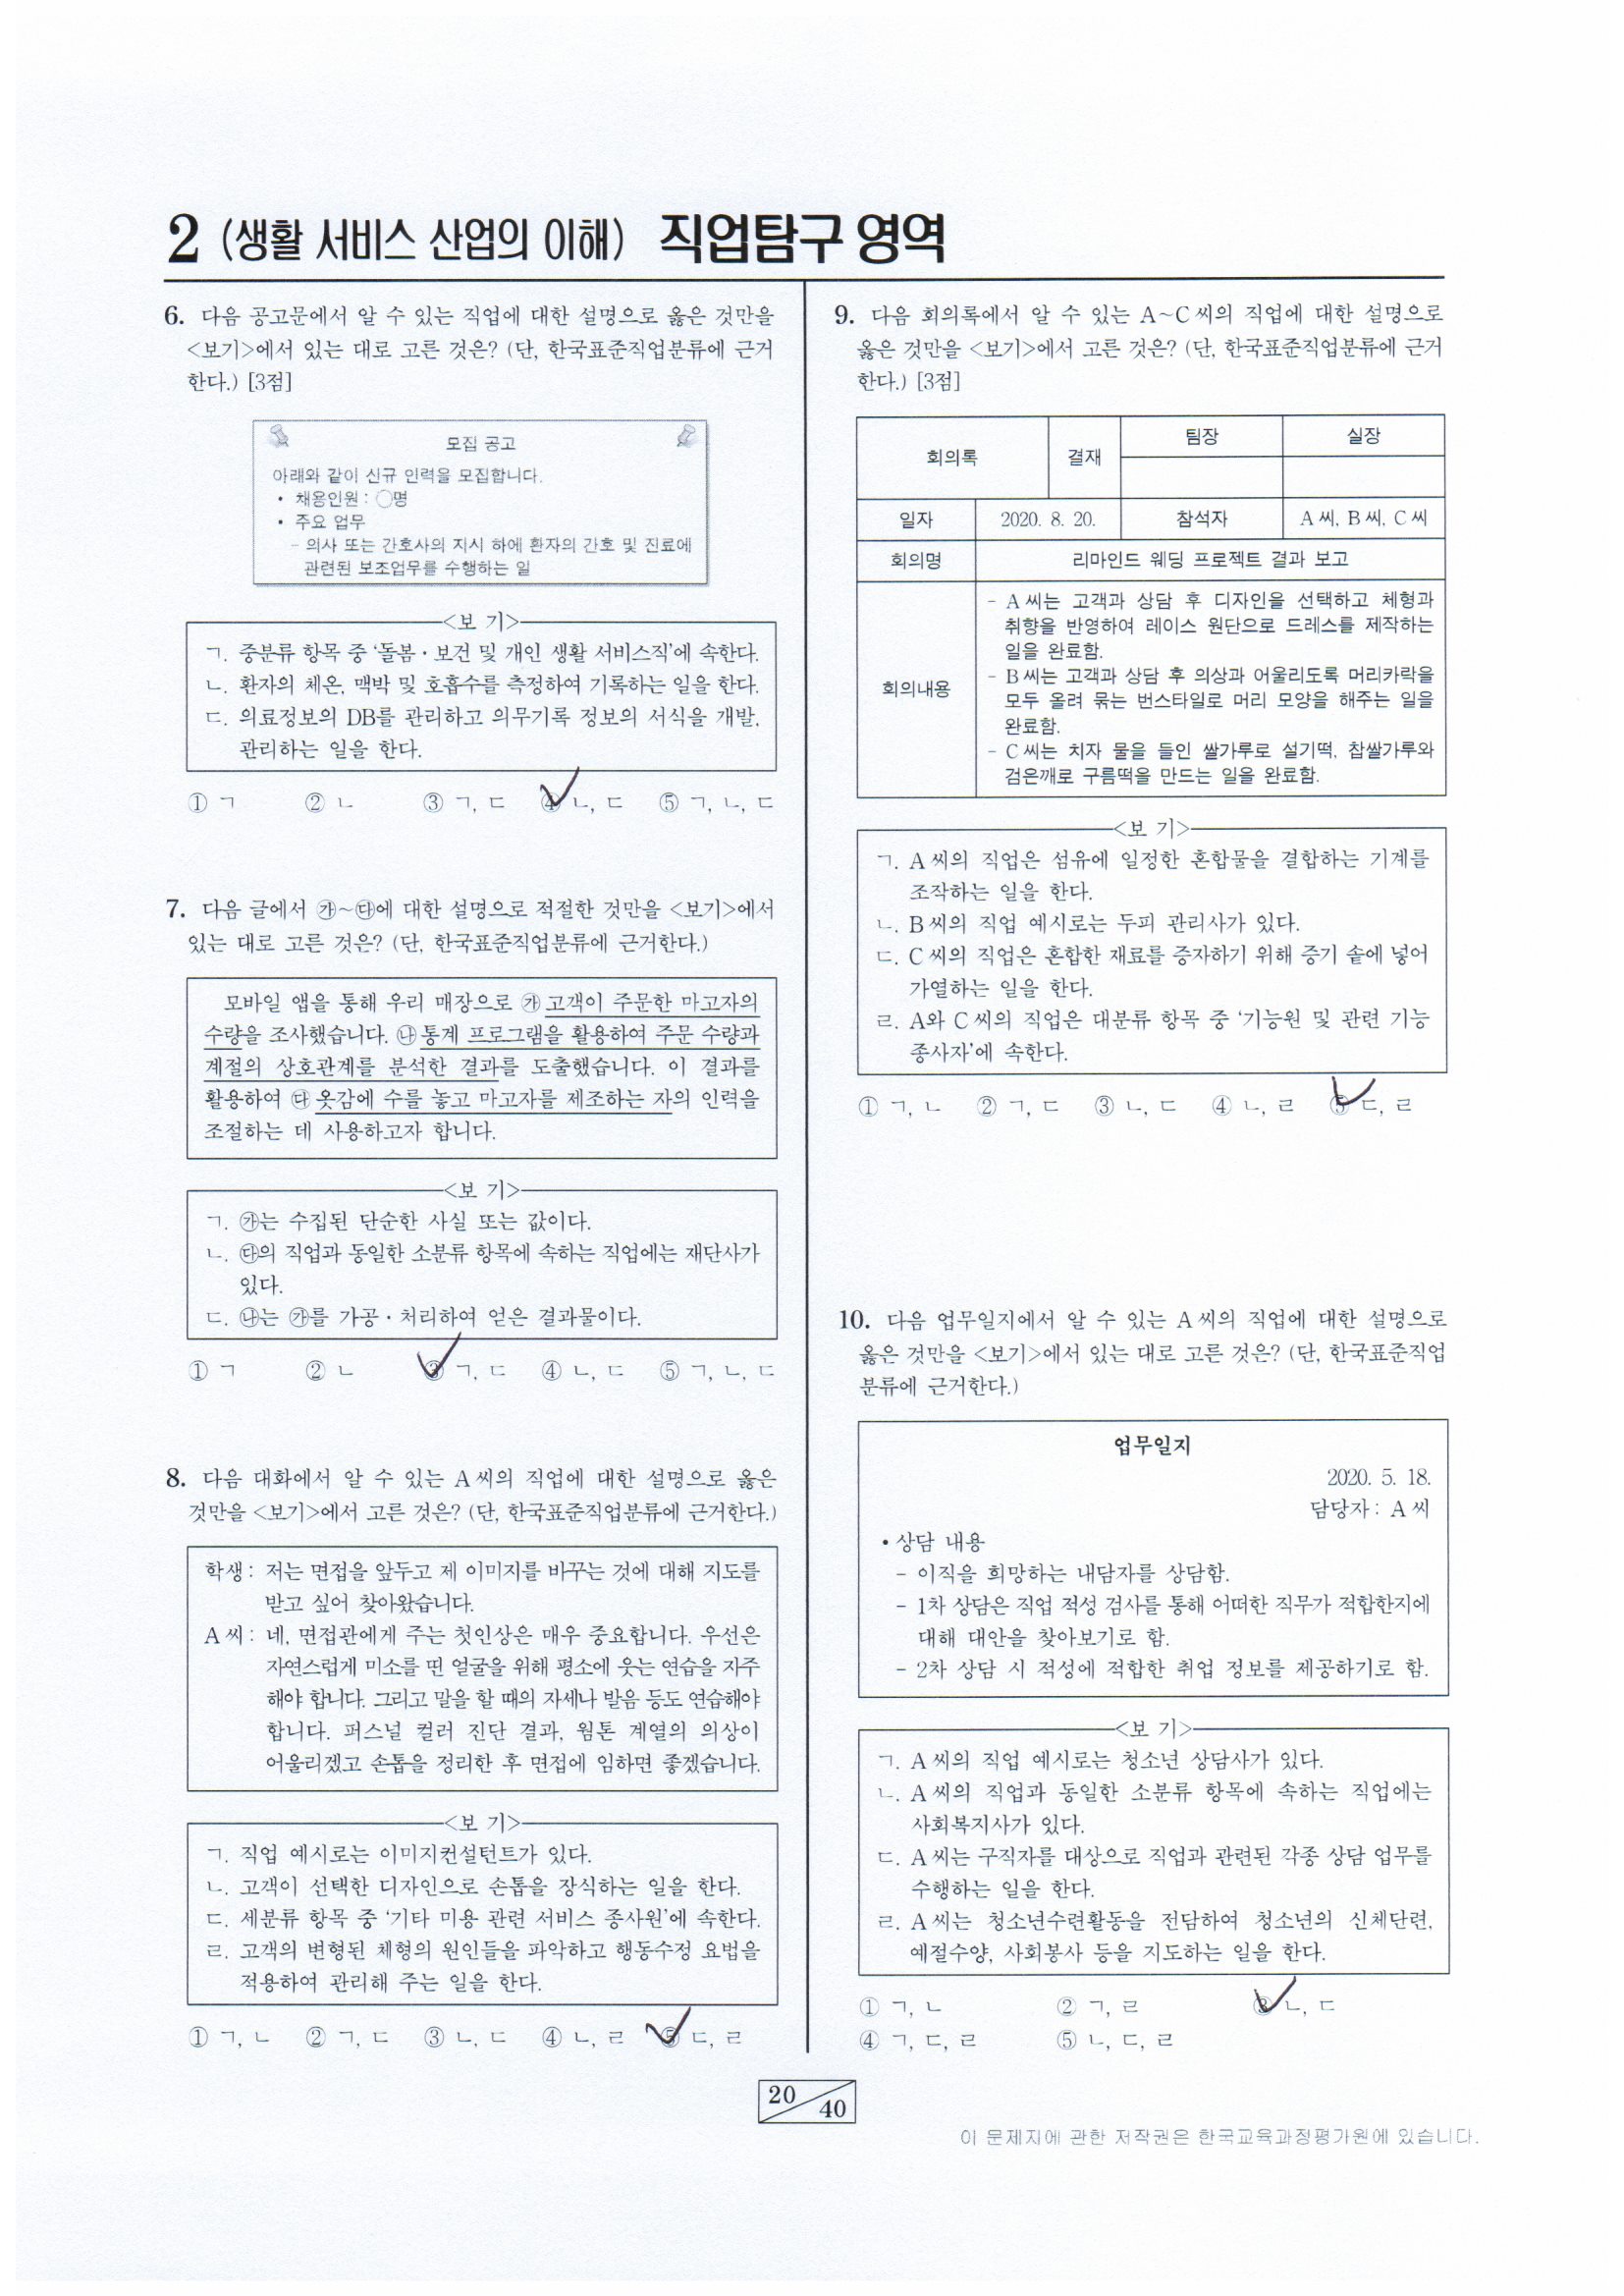 2 (생활 서비스 산업의 이해) 직업탐구 영역
6. 다음 공고문에서 알 수 있는 직업에 대한 설명으로 옳은 것만을
<보기>에서 있는 대로 고른 것은? (단, 한국표준직업분류에 근거
한다.) [3점]
모집 공고
아래와 같이 신규 인력을 모집합니다.
• 채용인원 : ○명
• 주요 업무
- 의사 또는 간호사의 지시 하에 환자의 간호 및 진료에
관련된 보조업무를 수행하는 일
<보 기>
ㄱ. 중분류 항목 중 ‘돌봄·보건 및 개인 생활 서비스직’에 속한다.
ㄴ. 환자의 체온, 맥박 및 호흡수를 측정하여 기록하는 일을 한다.
ㄷ. 의료정보의 DB를 관리하고 의무기록 정보의 서식을 개발,
관리하는 일을 한다.
① ㄱ ② ㄴ ③ ㄱ, ㄷ ④ ㄴ, ㄷ ⑤ ㄱ, ㄴ, ㄷ
7. 다음 글에서 ㉮~㉰에 대한 설명으로 적절한 것만을 <보기>에서
있는 대로 고른 것은? (단, 한국표준직업분류에 근거한다.)
모바일 앱을 통해 우리 매장으로 ㉮ 고객이 주문한 마고자의
수량을 조사했습니다. ㉯ 통계 프로그램을 활용하여 주문 수량과
계절의 상호관계를 분석한 결과를 도출했습니다. 이 결과를
활용하여 ㉰ 옷감에 수를 놓고 마고자를 제조하는 자의 인력을
조절하는 데 사용하고자 합니다.
<보 기>
ㄱ. ㉮는 수집된 단순한 사실 또는 값이다.
ㄴ. ㉰의 직업과 동일한 소분류 항목에 속하는 직업에는 재단사가
있다.
ㄷ. ㉯는 ㉮를 가공·처리하여 얻은 결과물이다.
① ㄱ ② ㄴ ③ ㄱ, ㄷ ④ ㄴ, ㄷ ⑤ ㄱ, ㄴ, ㄷ
8. 다음 대화에서 알 수 있는 A 씨의 직업에 대한 설명으로 옳은
것만을 <보기>에서 고른 것은? (단, 한국표준직업분류에 근거한다.)
학생 : 저는 면접을 앞두고 제 이미지를 바꾸는 것에 대해 지도를
받고 싶어 찾아왔습니다.
A 씨 : 네, 면접관에게 주는 첫인상은 매우 중요합니다. 우선은
자연스럽게 미소를 띤 얼굴을 위해 평소에 웃는 연습을 자주
해야 합니다. 그리고 말을 할 때의 자세나 발음 등도 연습해야
합니다. 퍼스널 컬러 진단 결과, 웜톤 계열의 의상이
어울리겠고 손톱을 정리한 후 면접에 임하면 좋겠습니다.
<보 기>
ㄱ. 직업 예시로는 이미지컨설턴트가 있다.
ㄴ. 고객이 선택한 디자인으로 손톱을 장식하는 일을 한다.
ㄷ. 세분류 항목 중 ‘기타 미용 관련 서비스 종사원’에 속한다.
ㄹ. 고객의 변형된 체형의 원인들을 파악하고 행동수정 요법을
적용하여 관리해 주는 일을 한다.
① ㄱ, ㄴ ② ㄱ, ㄷ ③ ㄴ, ㄷ ④ ㄴ, ㄹ ⑤ ㄷ, ㄹ
9. 다음 회의록에서 알 수 있는 A~C 씨의 직업에 대한 설명으로
옳은 것만을 <보기>에서 고른 것은? (단, 한국표준직업분류에 근거
한다.) [3점]
회의록 결재 팀장 실장
일자 2020. 8. 20. 참석자 A 씨, B 씨, C 씨
회의명 리마인드 웨딩 프로젝트 결과 보고
회의내용
- A 씨는 고객과 상담 후 디자인을 선택하고 체형과
취향을 반영하여 레이스 원단으로 드레스를 제작하는
일을 완료함.
- B 씨는 고객과 상담 후 의상과 어울리도록 머리카락을
모두 올려 묶는 번스타일로 머리 모양을 해주는 일을
완료함.
- C 씨는 치자 물을 들인 쌀가루로 설기떡, 찹쌀가루와
검은깨로 구름떡을 만드는 일을 완료함.
<보 기>
ㄱ. A 씨의 직업은 섬유에 일정한 혼합물을 결합하는 기계를
조작하는 일을 한다.
ㄴ. B 씨의 직업 예시로는 두피 관리사가 있다.
ㄷ. C 씨의 직업은 혼합한 재료를 증자하기 위해 증기 솥에 넣어
가열하는 일을 한다.
ㄹ. A와 C 씨의 직업은 대분류 항목 중 ‘기능원 및 관련 기능
종사자’에 속한다.
① ㄱ, ㄴ ② ㄱ, ㄷ ③ ㄴ, ㄷ ④ ㄴ, ㄹ ⑤ ㄷ, ㄹ
10. 다음 업무일지에서 알 수 있는 A 씨의 직업에 대한 설명으로
옳은 것만을 <보기>에서 있는 대로 고른 것은? (단, 한국표준직업
분류에 근거한다.)
업무일지
2020. 5. 18.
담당자 : A 씨
• 상담 내용
- 이직을 희망하는 내담자를 상담함.
- 1차 상담은 직업 적성 검사를 통해 어떠한 직무가 적합한지에
대해 대안을 찾아보기로 함.
- 2차 상담 시 적성에 적합한 취업 정보를 제공하기로 함.
<보 기>
ㄱ. A 씨의 직업 예시로는 청소년 상담사가 있다.
ㄴ. A 씨의 직업과 동일한 소분류 항목에 속하는 직업에는
사회복지사가 있다.
ㄷ. A 씨는 구직자를 대상으로 직업과 관련된 각종 상담 업무를
수행하는 일을 한다.
ㄹ. A 씨는 청소년수련활동을 전담하여 청소년의 신체단련,
예절수양, 사회봉사 등을 지도하는 일을 한다.
① ㄱ, ㄴ ② ㄱ, ㄹ ③ ㄴ, ㄷ
④ ㄱ, ㄷ, ㄹ ⑤ ㄴ, ㄷ, ㄹ
20 40
이 문제지에 관한 저작권은 한국교육과정평가원에 있습니다.